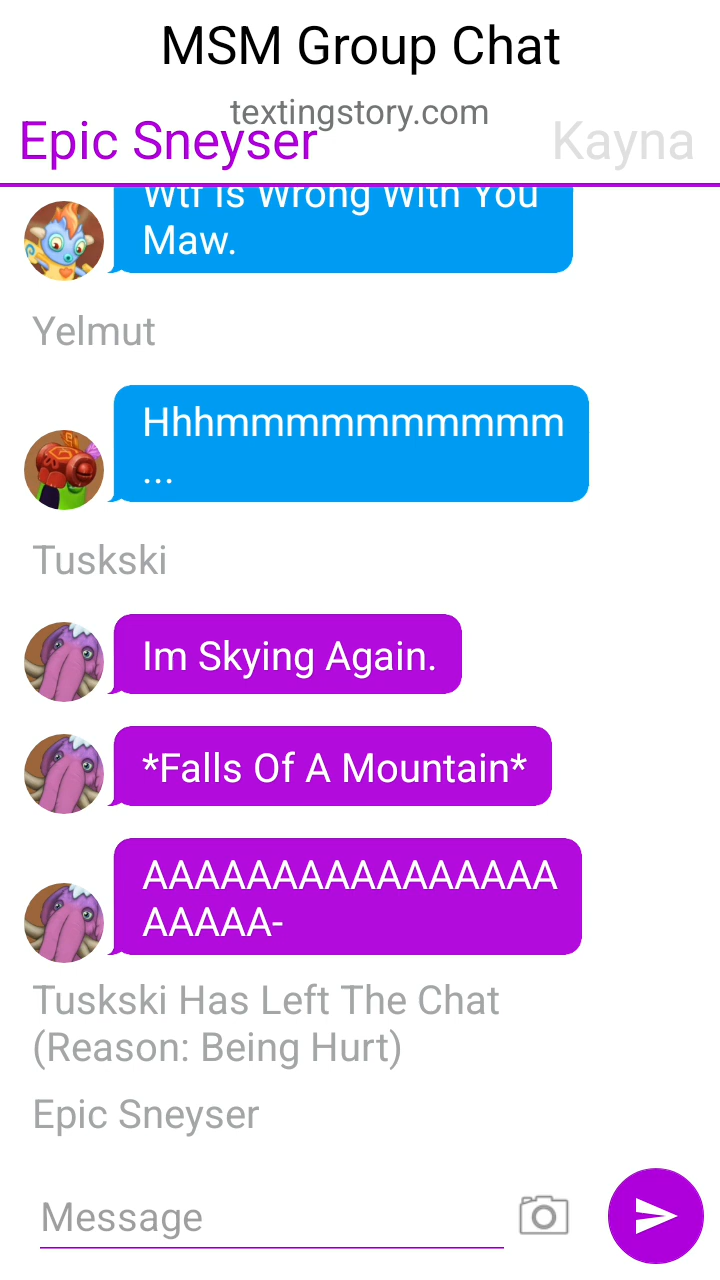 MSM Group Chat
textingstory.com
Epic Sneyser
Kayna
Wtf Is Wrong With You
Maw.
Yelmut
Hhhmmmmmmmmmmm
...
Tuskski
Im Skying Again.
*Falls Of A Mountain*
AAAAAAAAAAAAAAAA
AAAAA-
Tuskski Has Left The Chat
(Reason: Being Hurt)
Epic Sneyser
Message